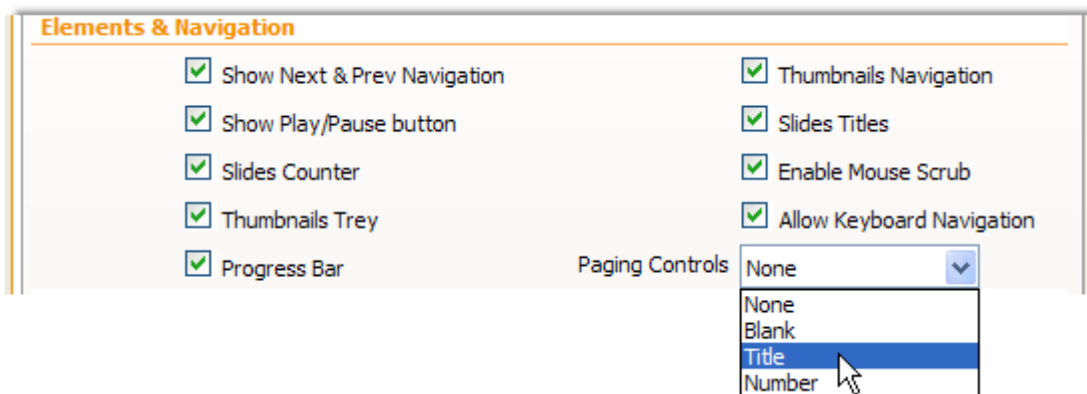 Elements & Navigation
Show Next & Prev Navigation
Thumbnails Navigation
Show Play/Pause button
Slides Titles
Slides Counter
Enable Mouse Scrub
Thumbnails Trey
Allow Keyboard Navigation
Progress Bar
Paging Controls
None
None
Blank
Title
Number